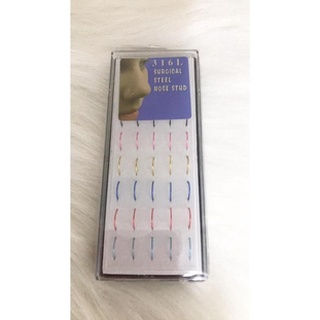 316L
SURGICAL
STEEL
NOSE STUD